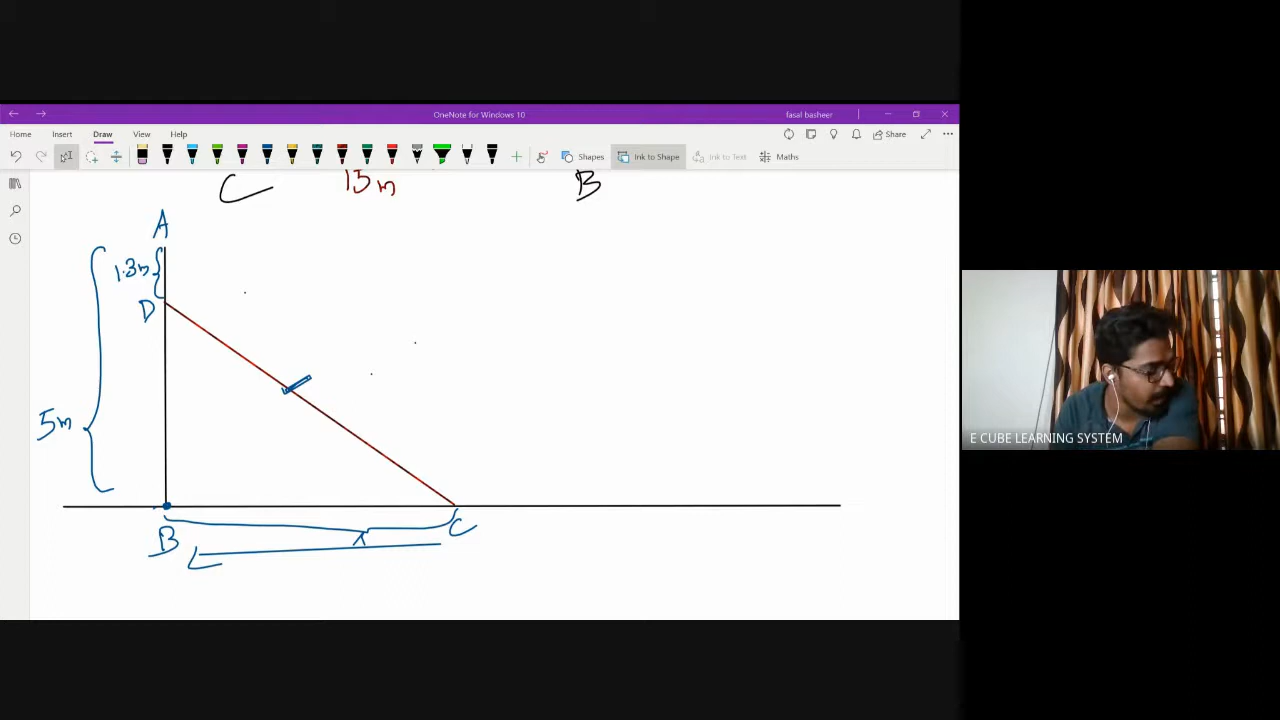 OneNote for Windows 10
fasal basheer
Home Insert Draw View Help
Share
Shapes
Ink to Shape
Ink to Text
Maths
C 13m B
A
1.3m
D
5m
B
C
E CUBE LEARNING SYSTEM